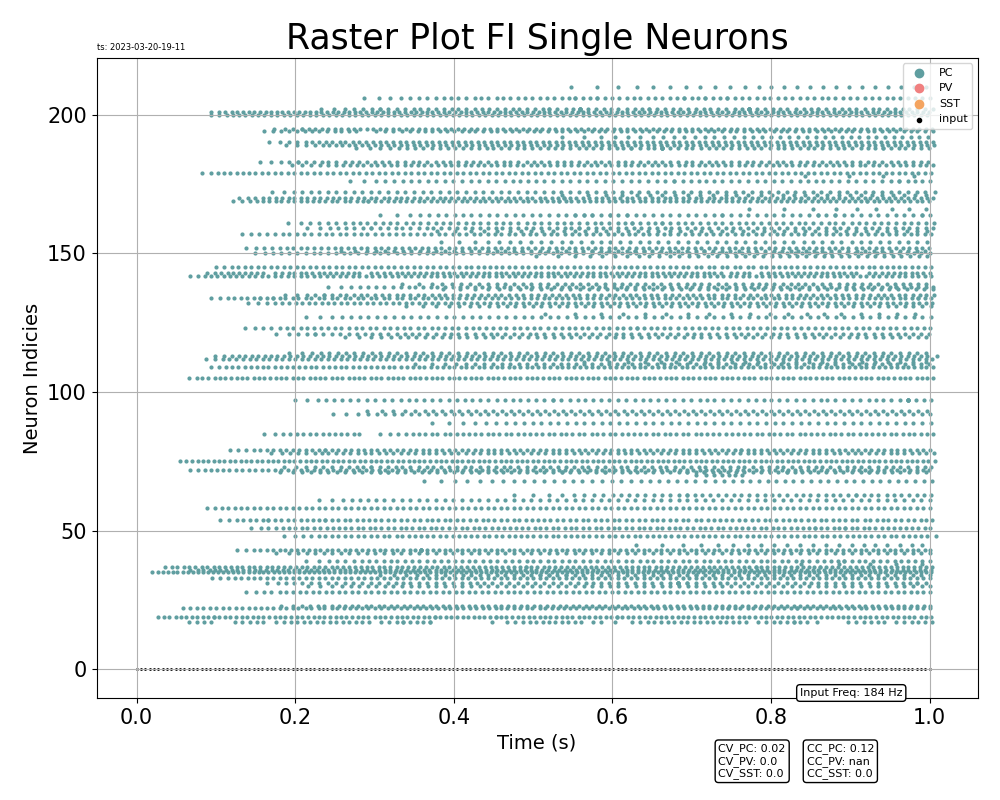 Raster Plot FI Single Neurons
ts: 2023-03-20-19-11
PC
PV
SST
input
Neuron Indicies
200
150
100
50
0
0.0 0.2 0.4 0.6 0.8 1.0
Input Freq: 184 Hz
Time (s)
CV_PC: 0.02
CV_PV: 0.0
CV_SST: 0.0
CC_PC: 0.12
CC_PV: nan
CC_SST: 0.0